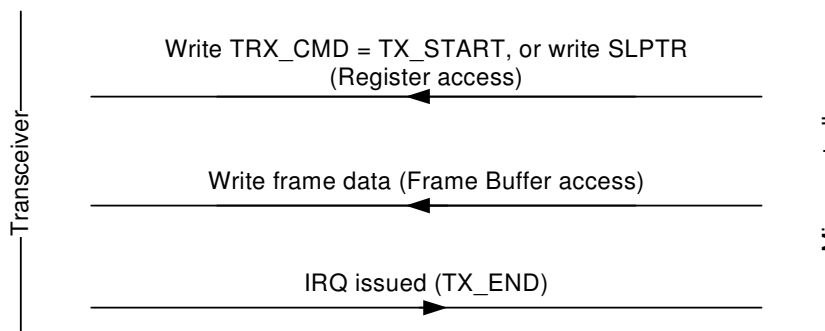 Write TRX_CMD = TX_START, or write SLPTR
(Register access)
Transceiver
Write frame data (Frame Buffer access)
IRQ issued (TX_END)